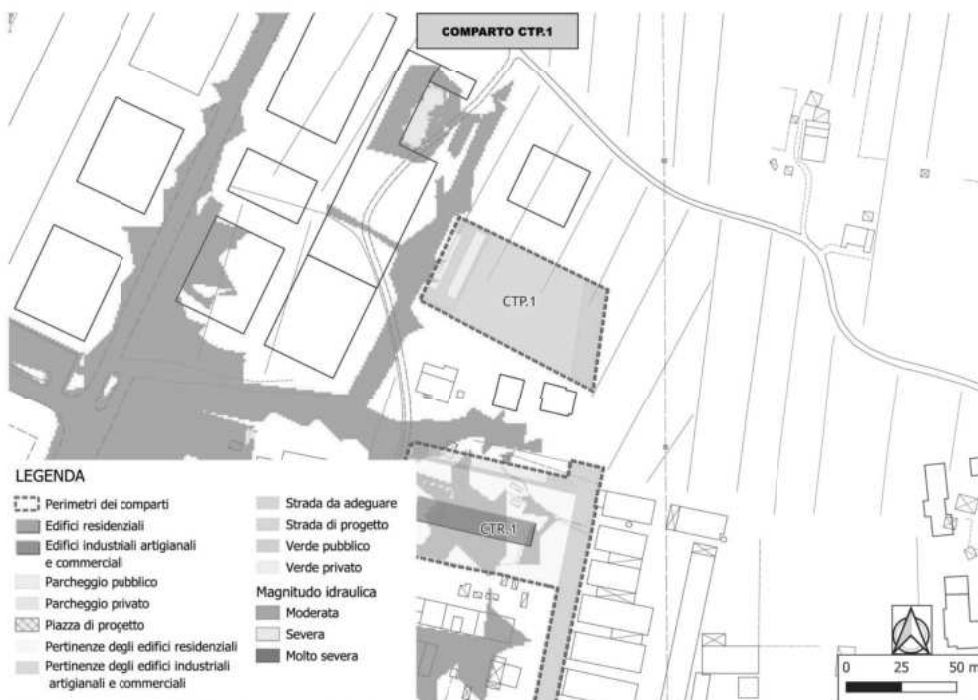 COMPARTO CTP.1
CTP.1
CTR.1
LEGENDA
Perimetri dei comparti
Edifici residenziali
Edifici industriali artigianali
e commercial
Parcheggio pubblico
Parcheggio privato
Piazza di progetto
Pertinenze degli edifici residenziali
Pertinenze degli edifici industriali
artigianali e commerciali
Strada da adeguare
Strada di progetto
Verde pubblico
Verde privato
Magnitudo idraulica
Moderata
Severa
Molto severa
0 25 50 m